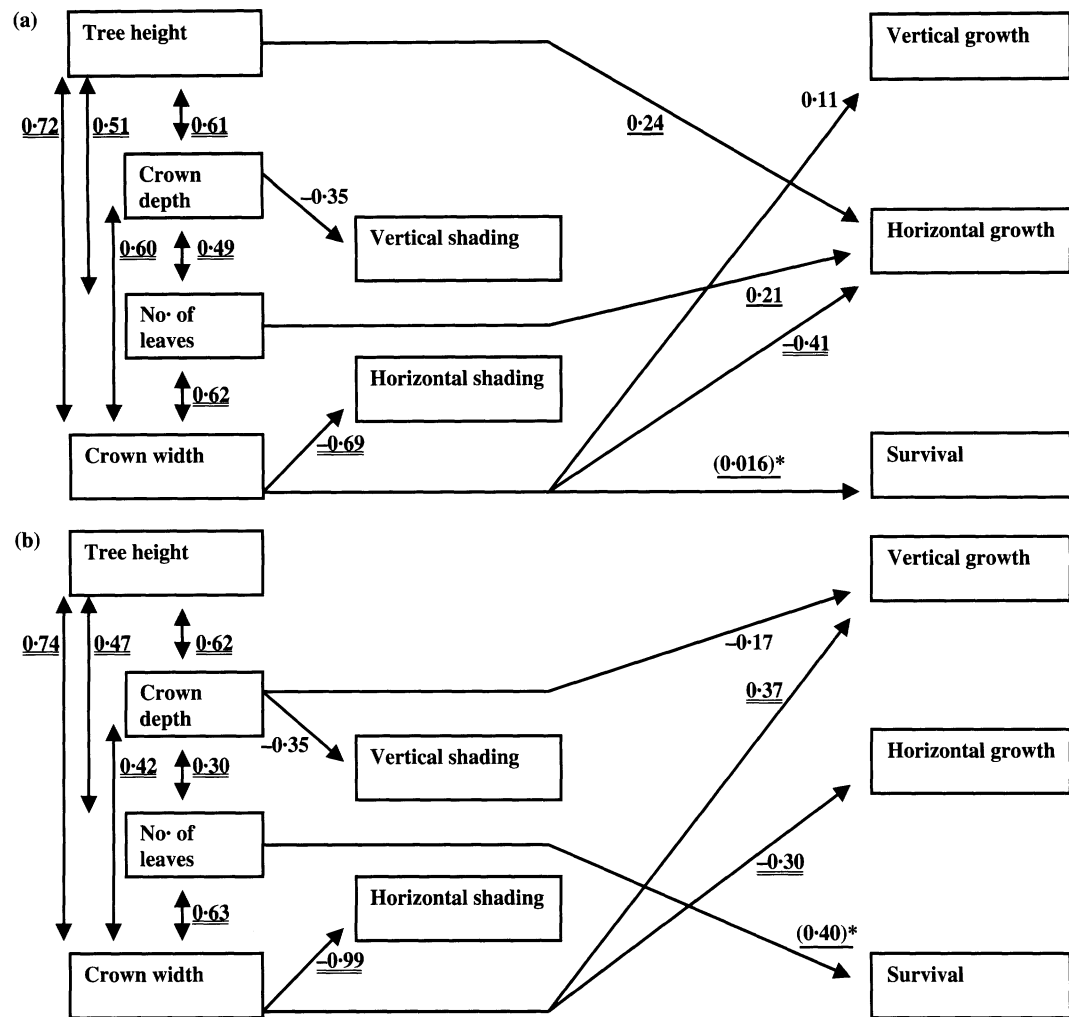 (a)
Tree height
Vertical growth
0·11
0·72
0·51
0·61
0·24
Crown
depth
–0·35
Vertical shading
Horizontal growth
0·60
0·49
No· of
leaves
0·21
–0·41
Horizontal shading
0·62
Crown width
–0·69
(0·016)*
Survival
(b)
Tree height
Vertical growth
0·74
0·47
0·62
–0·17
Crown
depth
0·37
–0·35
Vertical shading
Horizontal growth
0·42
0·30
No· of
leaves
–0·30
Horizontal shading
0·63
(0·40)*
Crown width
–0·99
Survival